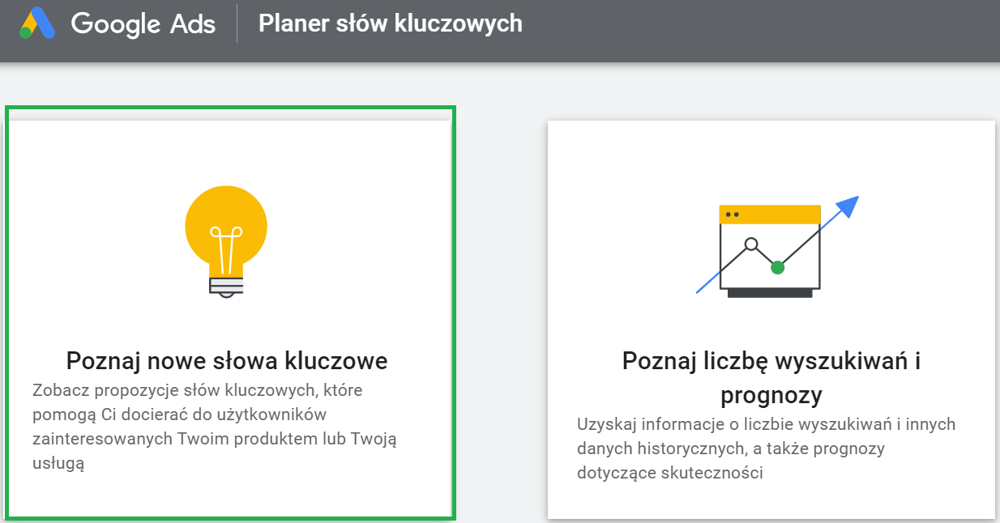 Google Ads
Planer słów kluczowych
Poznaj nowe słowa kluczowe
Zobacz propozycje słów kluczowych, które
pomogą Ci docierać do użytkowników
zainteresowanych Twoim produktem lub Twoją
usługą
Poznaj liczbę wyszukiwań i
prognozy
Uzyskaj informacje o liczbie wyszukiwań i innych
danych historycznych, a także prognozy
dotyczące skuteczności